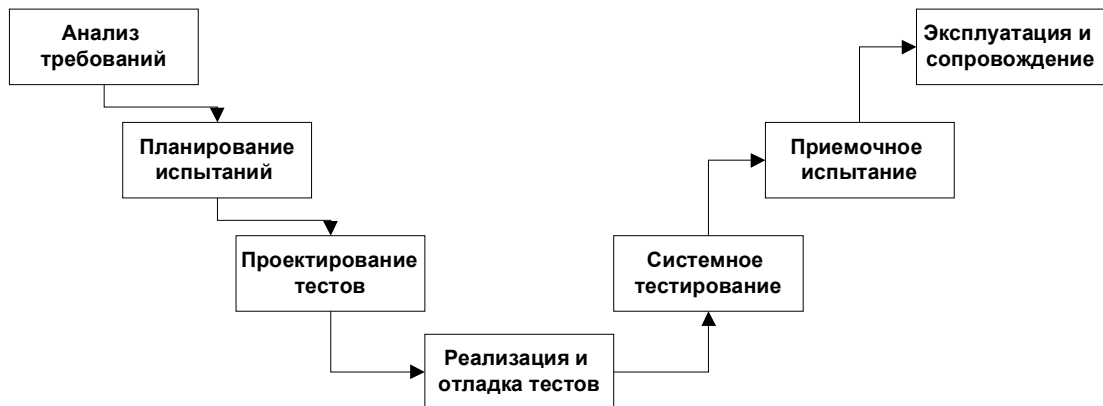 Анализ
требований
Эксплуатация и
сопровождение
Планирование
испытаний
Приемочное
испытание
Проектирование
тестов
Системное
тестирование
Реализация и
отладка тестов